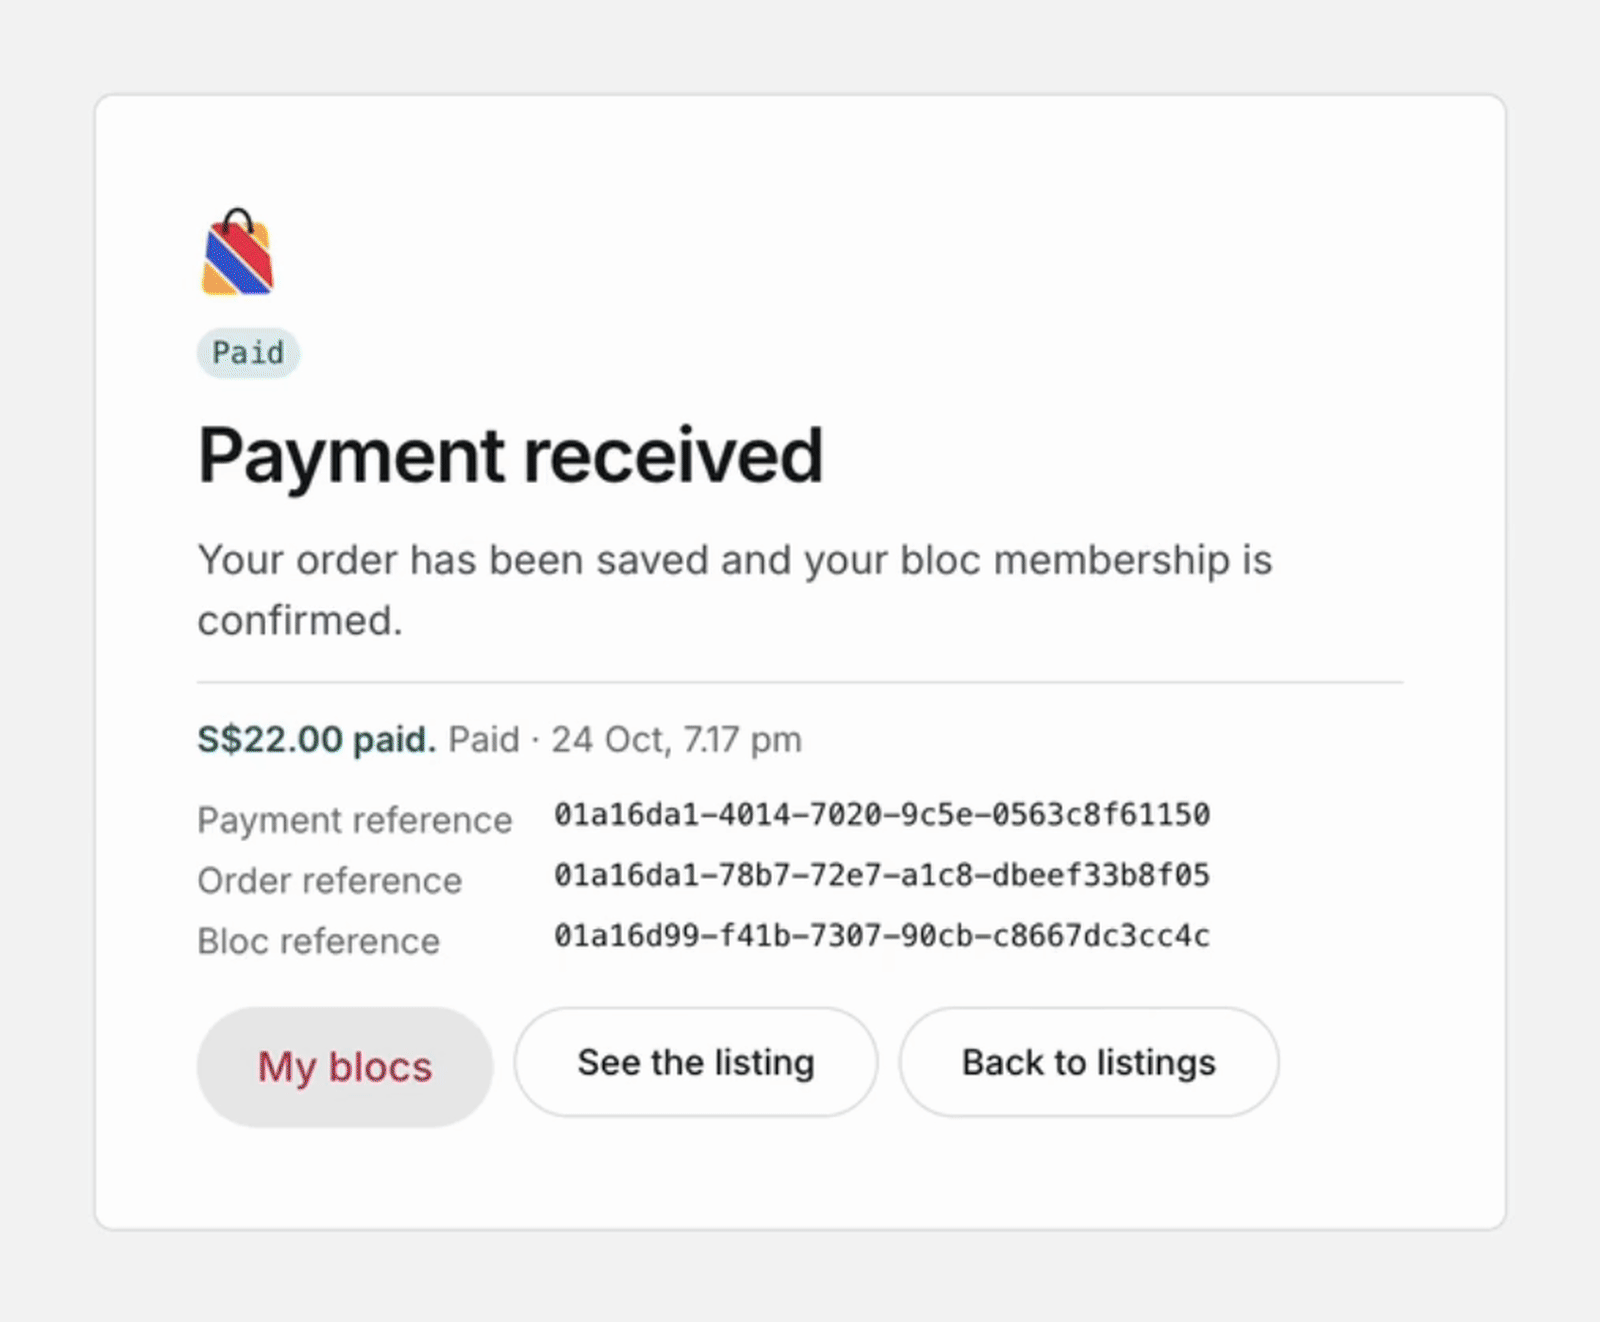 Paid
Payment received
Your order has been saved and your bloc membership is
confirmed.
S$22.00 paid. Paid · 24 Oct, 7.17 pm
Payment reference 01a16da1-4014-7020-9c5e-0563c8f61150
Order reference 01a16da1-78b7-72e7-a1c8-dbeef33b8f05
Bloc reference 01a16d99-f41b-7307-90cb-c8667dc3cc4c
My blocs See the listing Back to listings